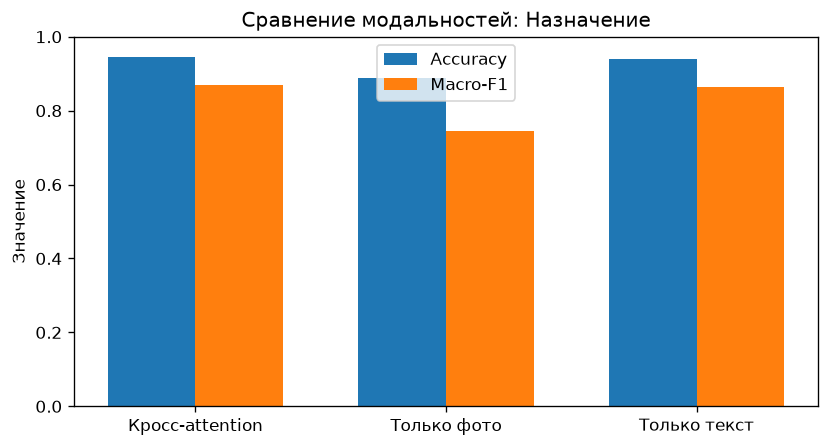 Сравнение модальностей: Назначение
Accuracy
Macro-F1
Значение
1.0
0.8
0.6
0.4
0.2
0.0
Кросс-attention
Только фото
Только текст